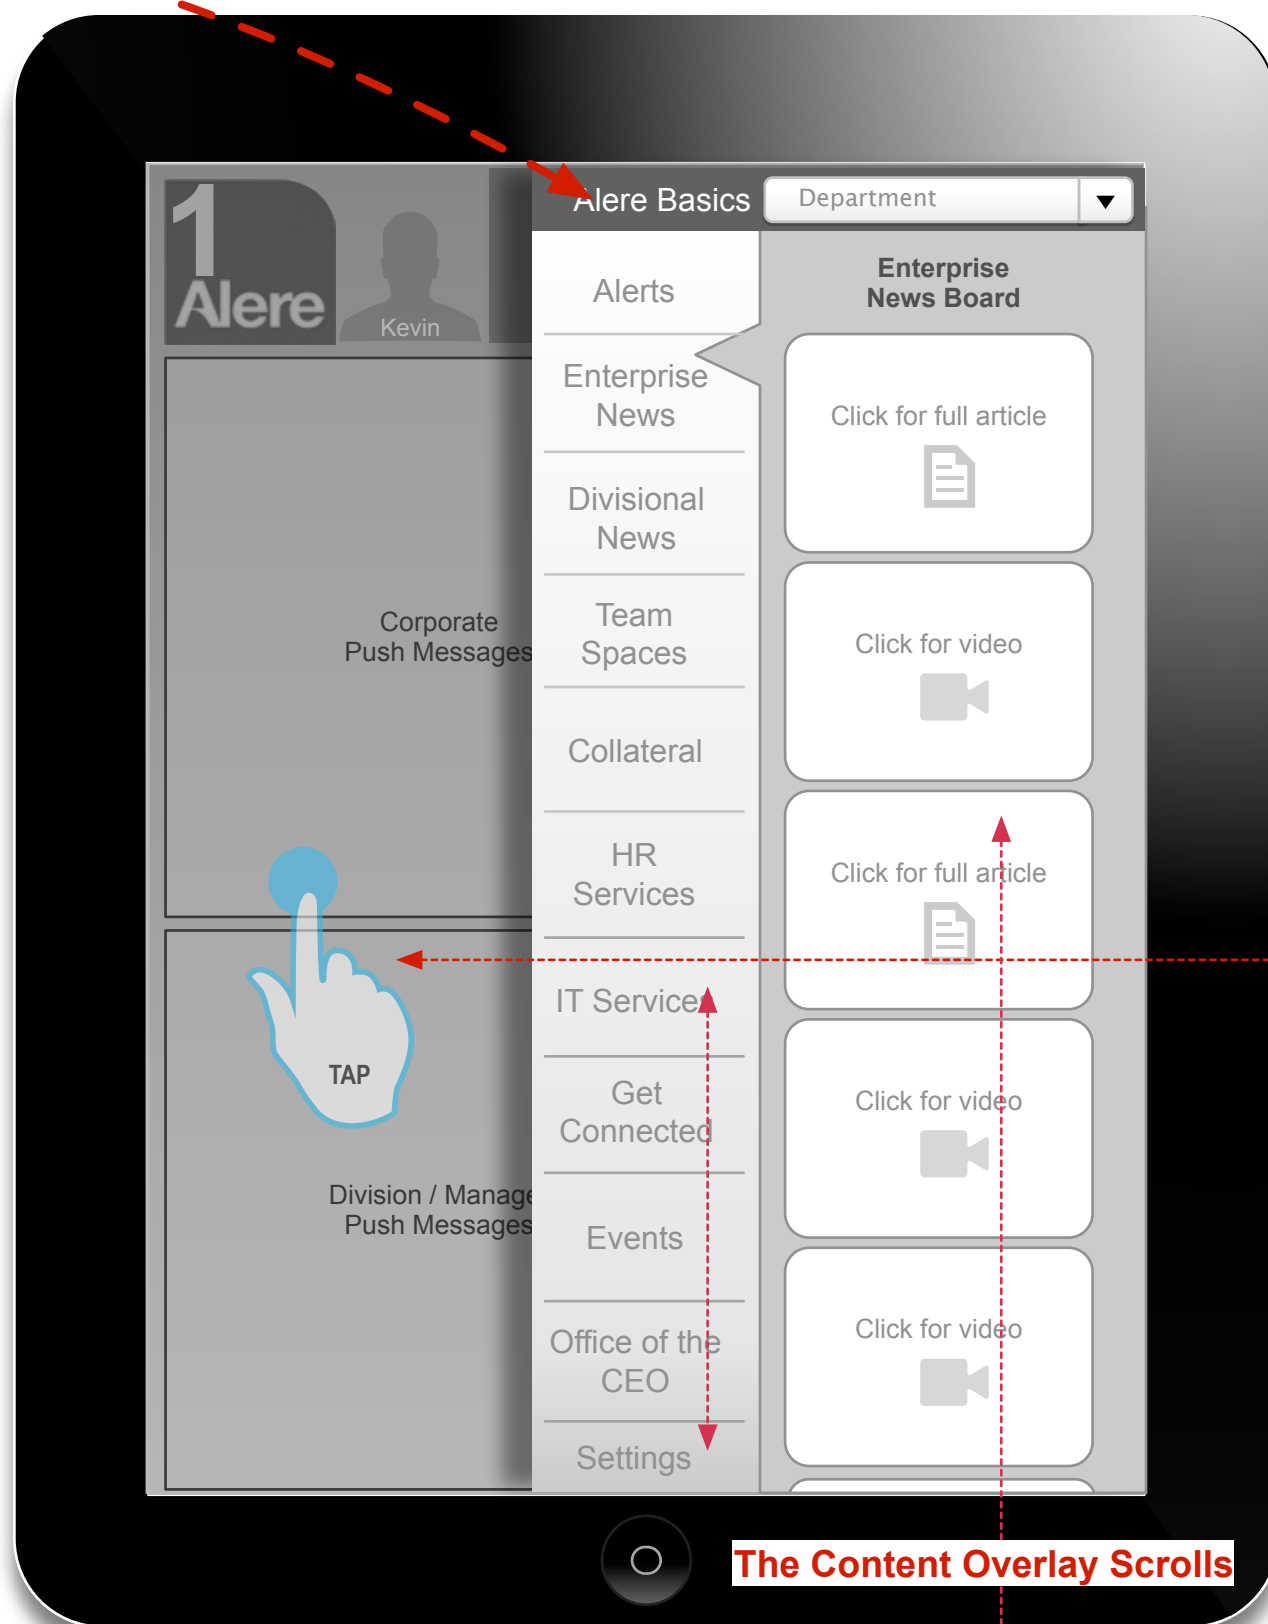 1
Alere
Kevin
Alere Basics
Department
Alerts
Enterprise
News
Divisional
News
Team
Spaces
Collateral
HR
Services
IT Services
Get
Connected
Events
Office of the
CEO
Settings
Enterprise
News Board
Click for full article
Click for video
Click for full article
Click for video
Click for video
Corporate
Push Messages
TAP
Division / Manage
Push Messages
The Content Overlay Scrolls